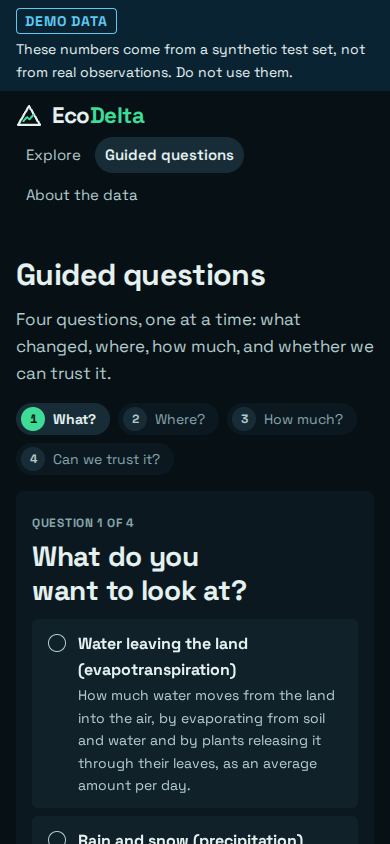 DEMO DATA
These numbers come from a synthetic test set, not
from real observations. Do not use them.
EcoDelta
Explore
Guided questions
About the data
Guided questions
Four questions, one at a time: what
changed, where, how much, and whether we
can trust it.
1 What?
2 Where?
3 How much?
4 Can we trust it?
QUESTION 1 OF 4
What do you
want to look at?
Water leaving the land
(evapotranspiration)
How much water moves from the land
into the air, by evaporating from soil
and water and by plants releasing it
through their leaves, as an average
amount per day.
Rain and snow (precipitation)